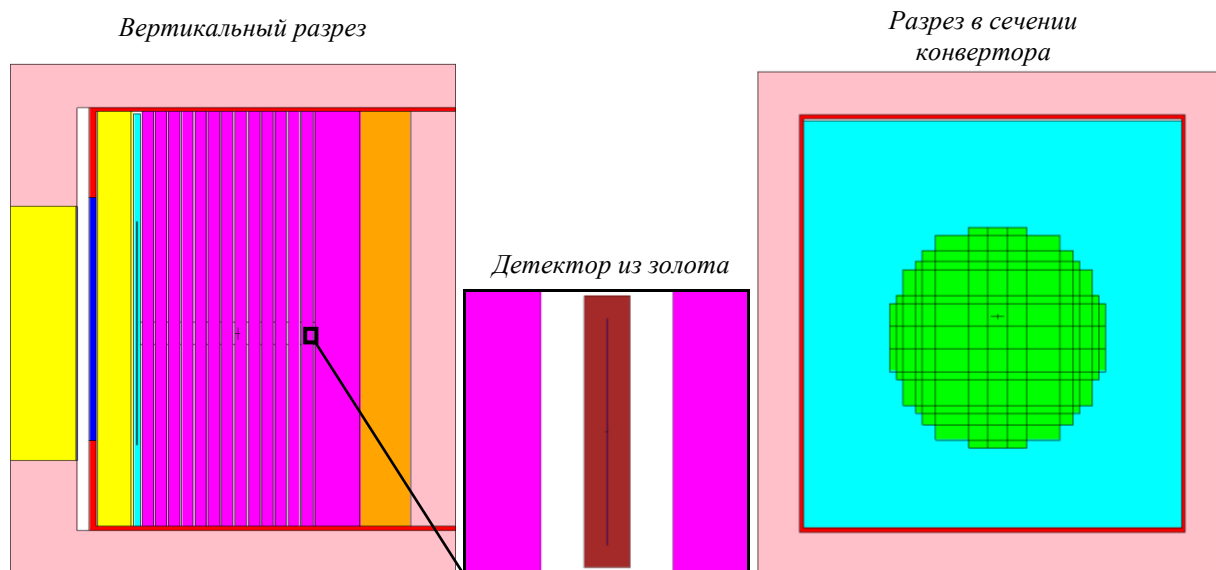 Вертикальный разрез
Разрез в сечении
конвертора
Детектор из золота